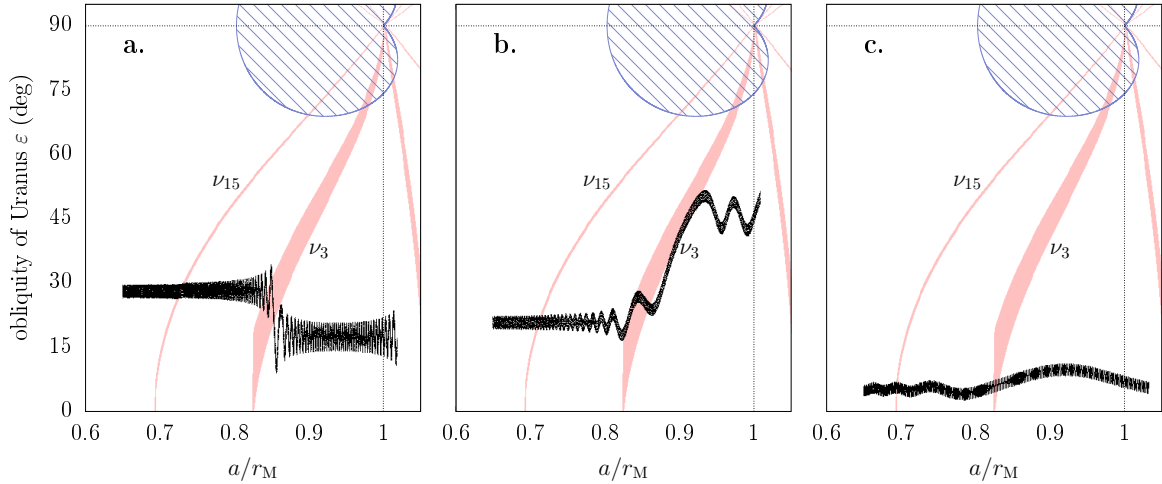 obliquity of Uranus ε (deg)
90
75
60
45
30
15
0
a.
ν15
ν3
0.6 0.7 0.8 0.9 1
a/rM
b.
ν15
ν3
0.6 0.7 0.8 0.9 1
a/rM
c.
ν15
ν3
0.6 0.7 0.8 0.9 1
a/rM